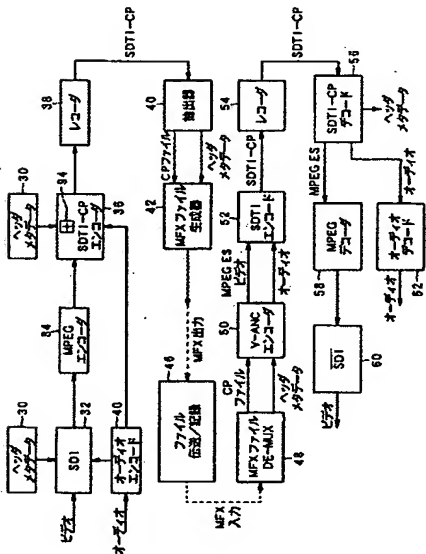 30
ヘッダ
メタデータ
30
ヘッダ
メタデータ
94
38
レコーダ
SDTI-CP
ビデオ
SDI
32
MPEG
エンコーダ
84
SDTI-CP
エンコーダ
36
オーディオ
オーディオ
エンコード
40
抽出器
40
CPファイル
ヘッダ
メタデータ
42
MFXファイル
生成器
MFX出力
46
ファイル
伝送/記録
MFX
入力
MFXファイル
DE-MUX
48
CP
ファイル
ヘッダ
メタデータ
50
V-ANC
エンコーダ
MPEG ES
ビデオ
オーディオ
52
SDTI
エンコード
SDTI-CP
54
レコーダ
SDTI-CP
SDTI-CP
デコード
56
ヘッダ
メタデータ
MPEG ES
オーディオ
MPEG
デコーダ
58
オーディオ
デコード
62
オーディオ
SDI
60
ビデオ